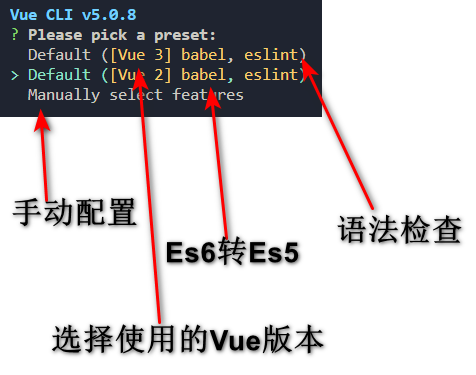 Vue CLI v5.0.8
? Please pick a preset:
Default ([Vue 3] babel, eslint)
> Default ([Vue 2] babel, eslint)
Manually select features
手动配置
Es6转Es5
语法检查
选择使用的Vue版本